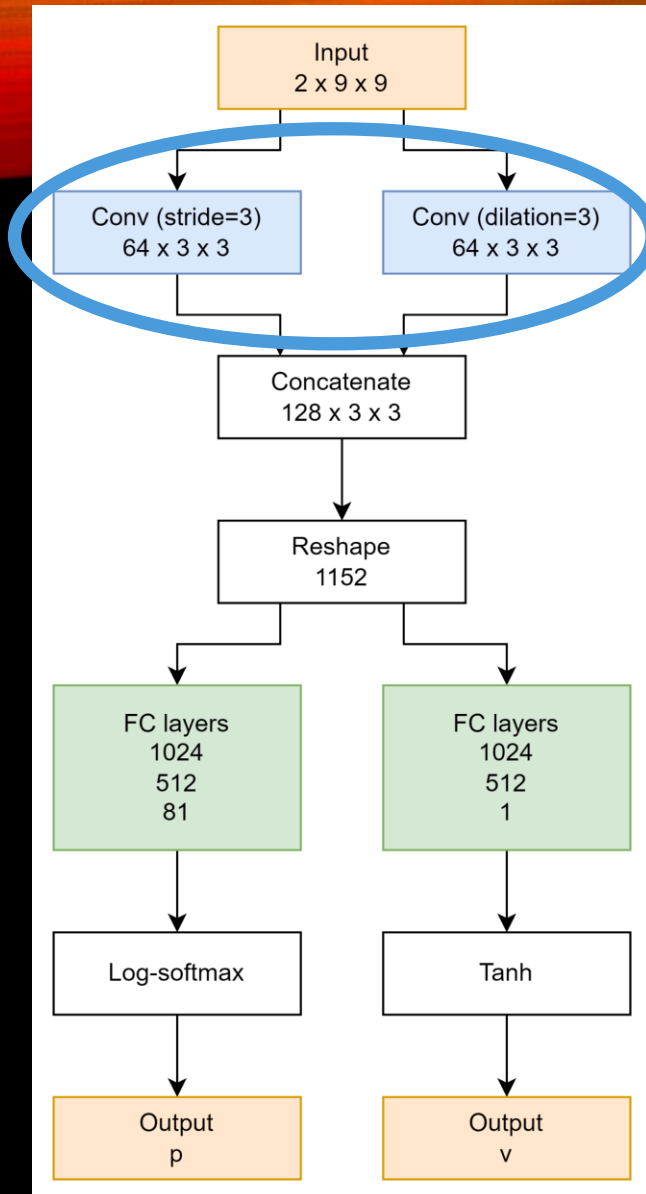 Input
2 x 9 x 9
Conv (stride=3)
64 x 3 x 3
Conv (dilation=3)
64 x 3 x 3
Concatenate
128 x 3 x 3
Reshape
1152
FC layers
1024
512
81
FC layers
1024
512
1
Log-softmax
Tanh
Output
p
Output
v